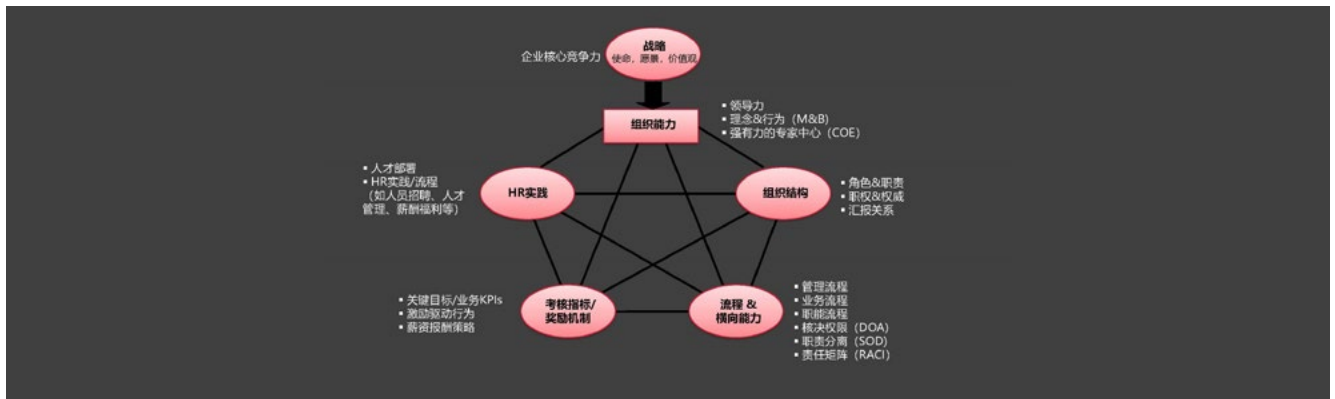 战略
企业核心竞争力
使命，愿景、价值观
组织能力
▪ 领导力
▪ 理念&行为（M&B）
▪ 强有力的专家中心（COE）
▪ 人才部署
▪ HR实践/流程
（如人员招聘、人才
管理、薪酬福利等）
HR实践
组织结构
▪ 角色&职责
▪ 职权&权威
▪ 汇报关系
▪ 关键目标/业务KPIs
▪ 激励驱动行为
▪ 薪资报酬策略
考核指标/
奖励机制
流程 &
横向能力
▪ 管理流程
▪ 业务流程
▪ 职能流程
▪ 核决权限（DOA）
▪ 职责分离（SOD）
▪ 责任矩阵（RACI）